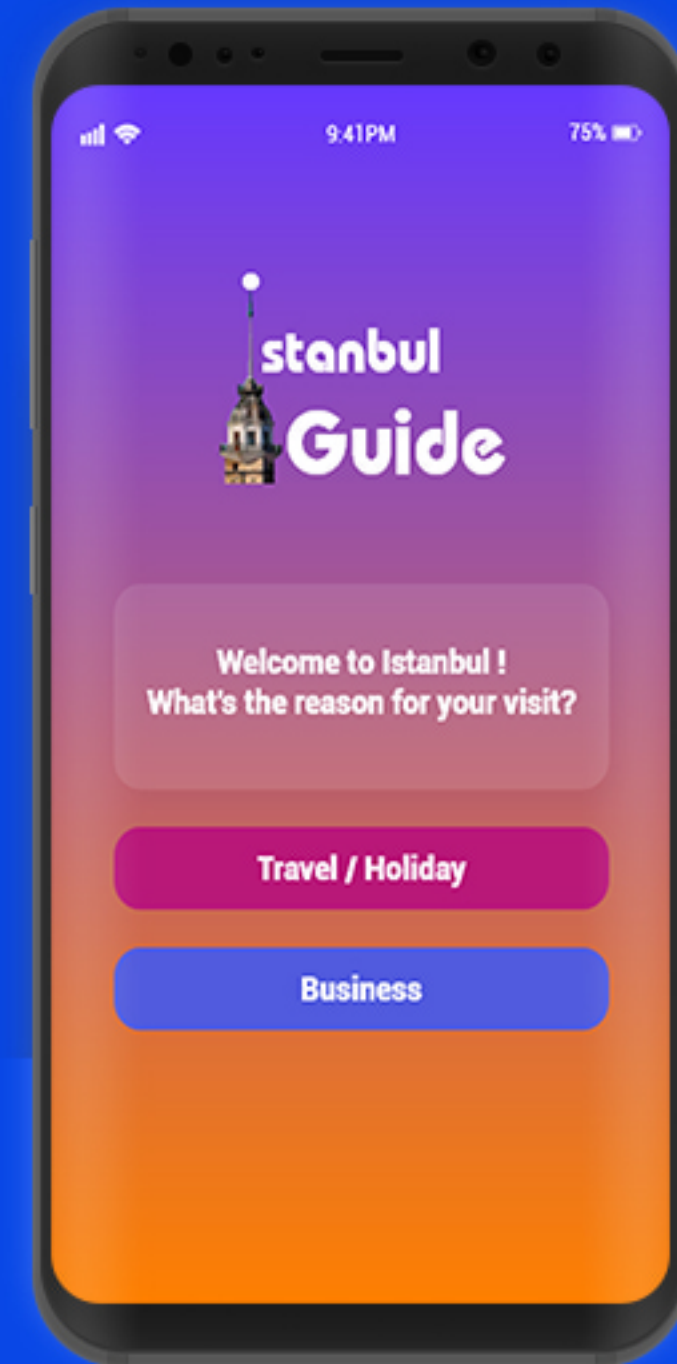 9:41PM 75%
istanbul
Guide
Welcome to Istanbul !
What's the reason for your visit?
Travel / Holiday
Business